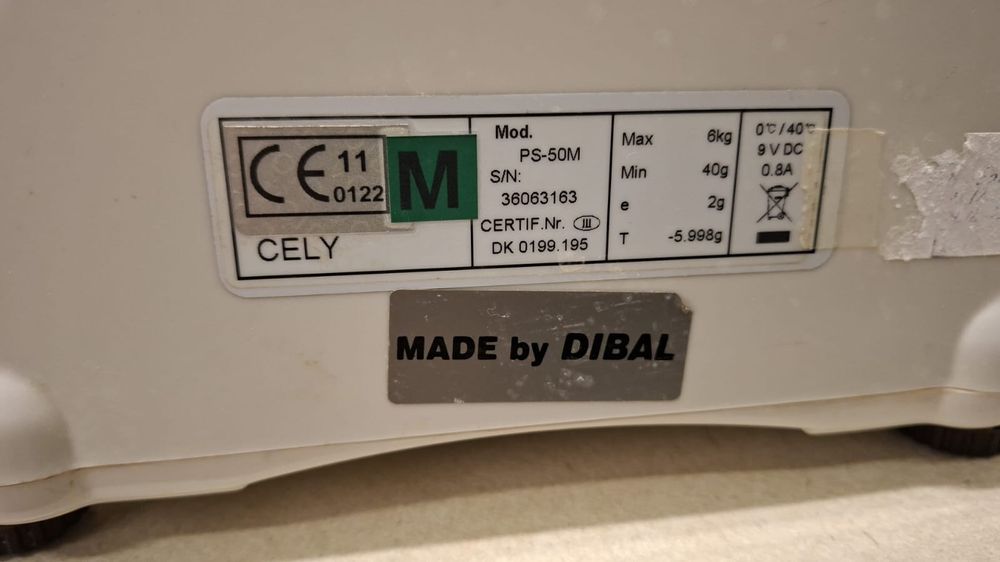 CE 11
0122
M
CELY
Mod.
PS-50M
S/N:
36063163
CERTIF.Nr. III
DK 0199.195
Max 6kg
Min 40g
e 2g
T -5.998g
0℃/40℃
9 V DC
0.8A
MADE by DIBAL